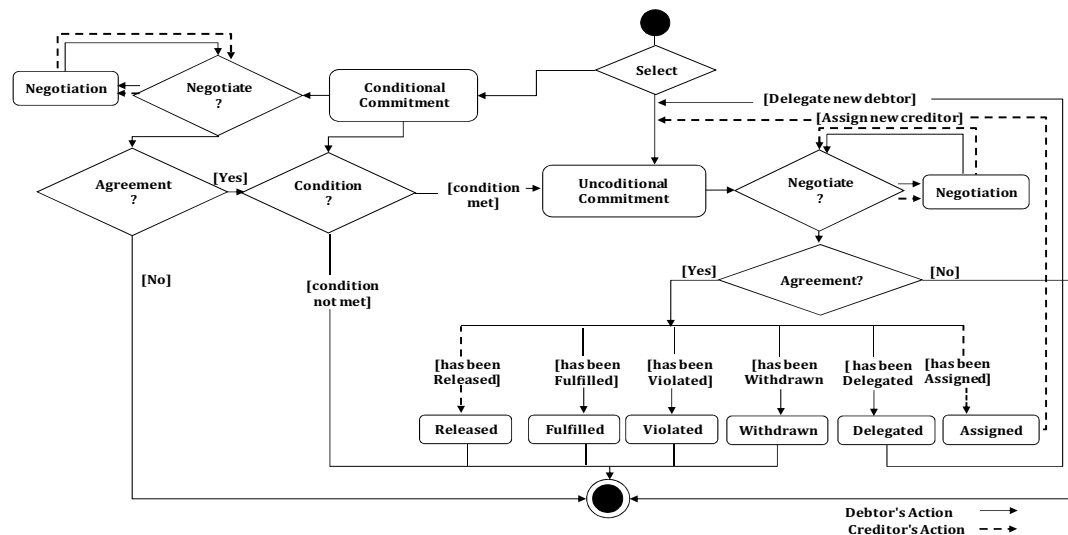 Select
Negotiation
Negotiate
?
Conditional
Commitment
[Delegate new debtor]
[Assign new creditor]
Agreement
?
[Yes]
Condition
?
[condition
met]
Uncoditional
Commitment
Negotiate
?
Negotiation
[No]
[condition
not met]
[Yes]
Agreement?
[No]
[has been
Released]
[has been
Fulfilled]
[has been
Violated]
[has been
Withdrawn
[has been
Delegated
[has been
Assigned]
Released
Fulfilled
Violated
Withdrawn
Delegated
Assigned
Debtor's Action
Creditor's Action